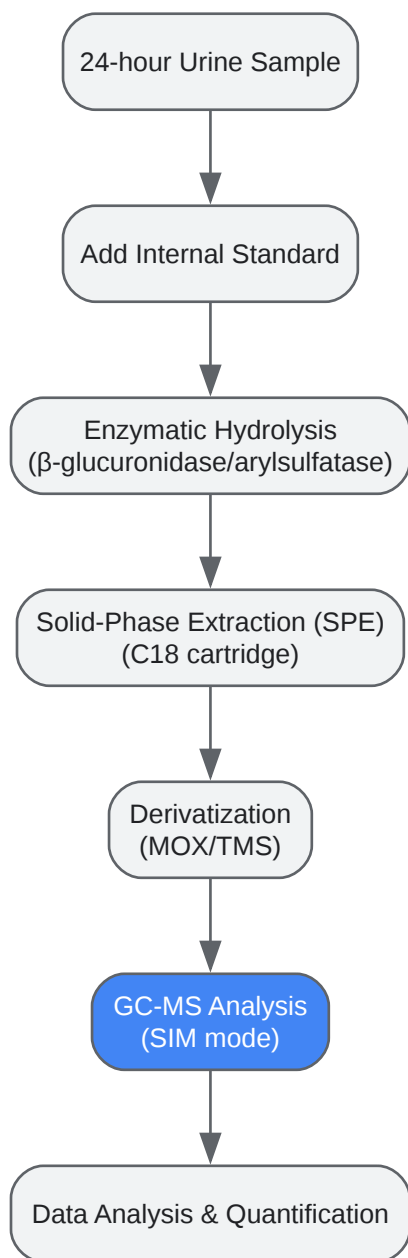 24-hour Urine Sample
Add Internal Standard
Enzymatic Hydrolysis
(β-glucuronidase/arylsulfatase)
Solid-Phase Extraction (SPE)
(C18 cartridge)
Derivatization
(MOX/TMS)
GC-MS Analysis
(SIM mode)
Data Analysis & Quantification